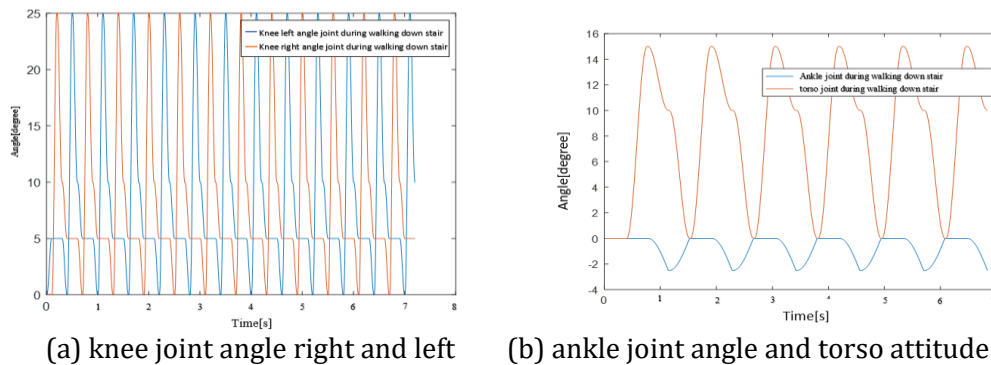 25
20
15
10
5
0
Angle[degree]
Knee left angle joint during walking down stair
Knee right angle joint during walking down stair
0 1 2 3 4 5 6 7 8
Time[s]
(a) knee joint angle right and left
16
14
12
10
8
6
4
2
0
-2
-4
Angle[degree]
Ankle joint during walking down stair
torso joint during walking down stair
0 1 2 3 4 5 6
Time[s]
(b) ankle joint angle and torso attitude